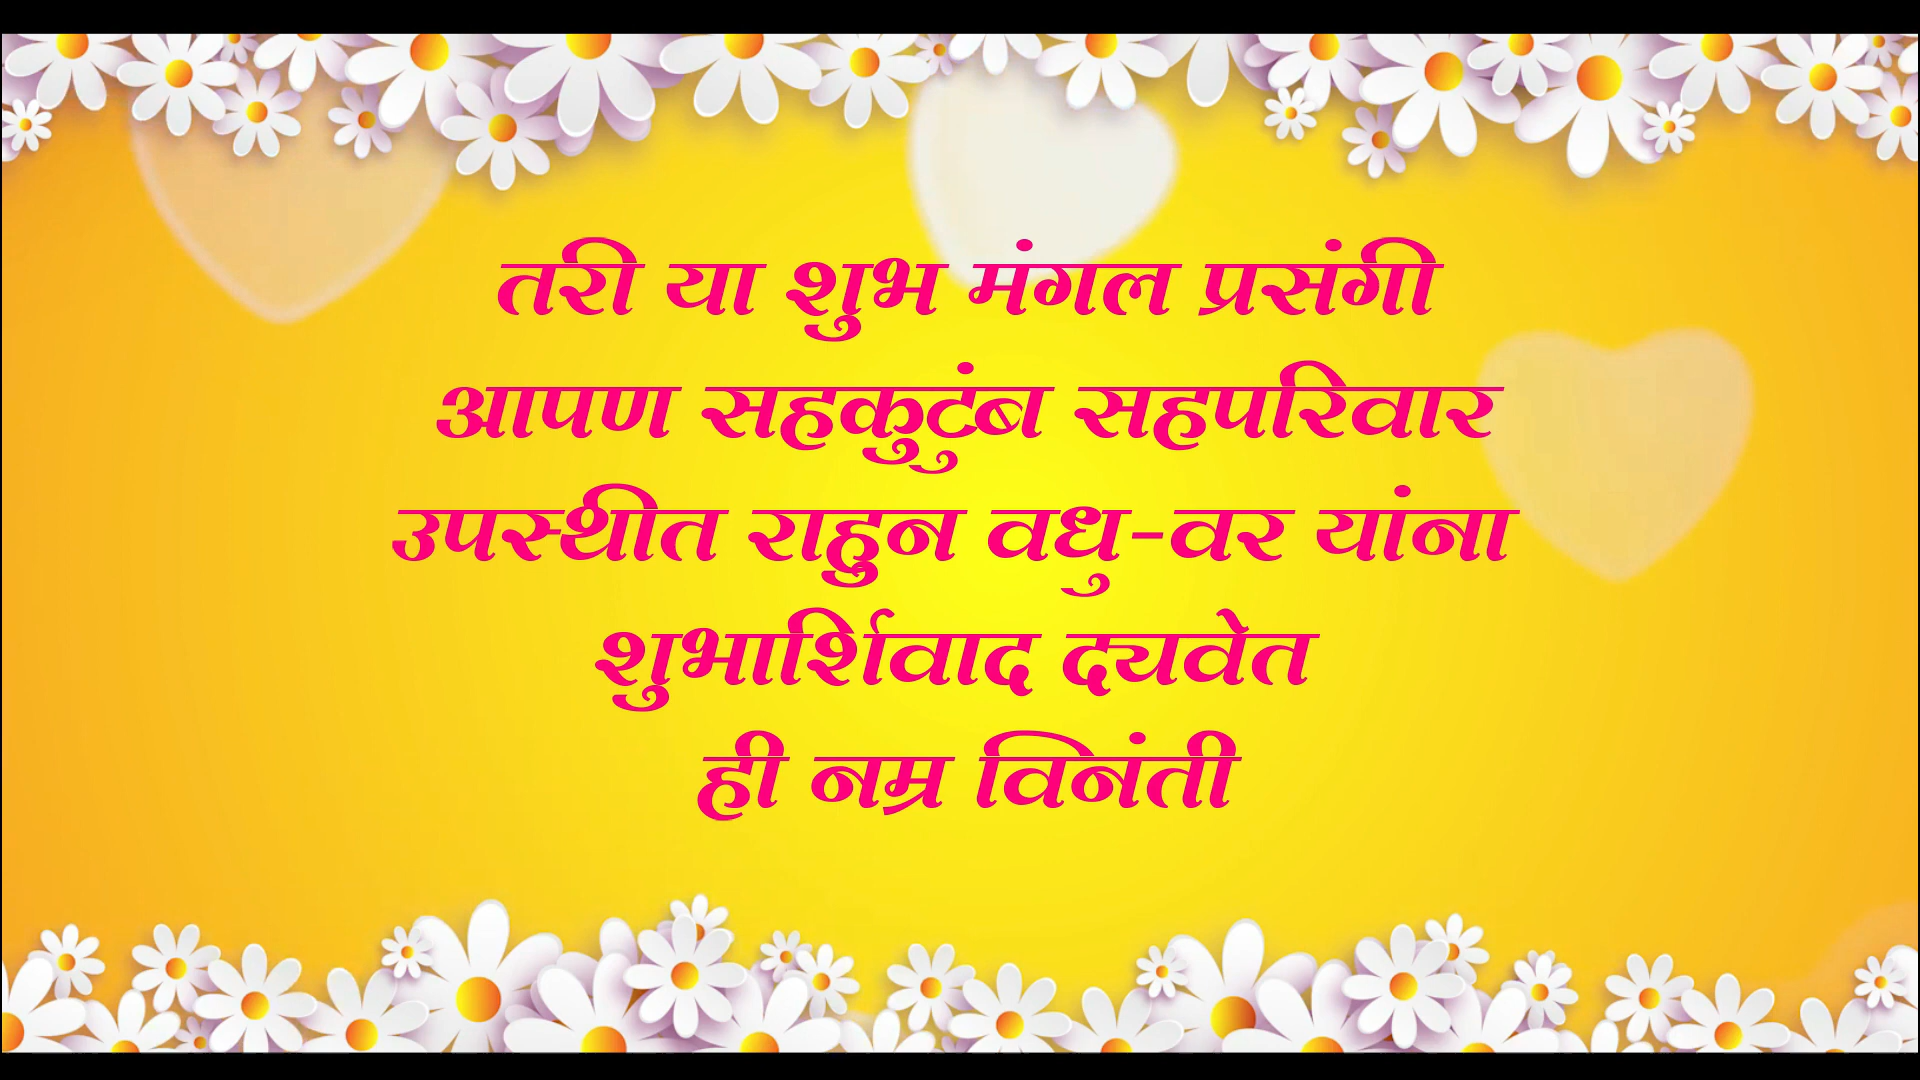 तरी या शुभ मंगल प्रसंगी
आपण सहकुटुंब सहपरिवार
उपस्थीत राहुन वधु-वर यांना
शुभार्शिवाद द्यवेत
ही नम्र विनंती